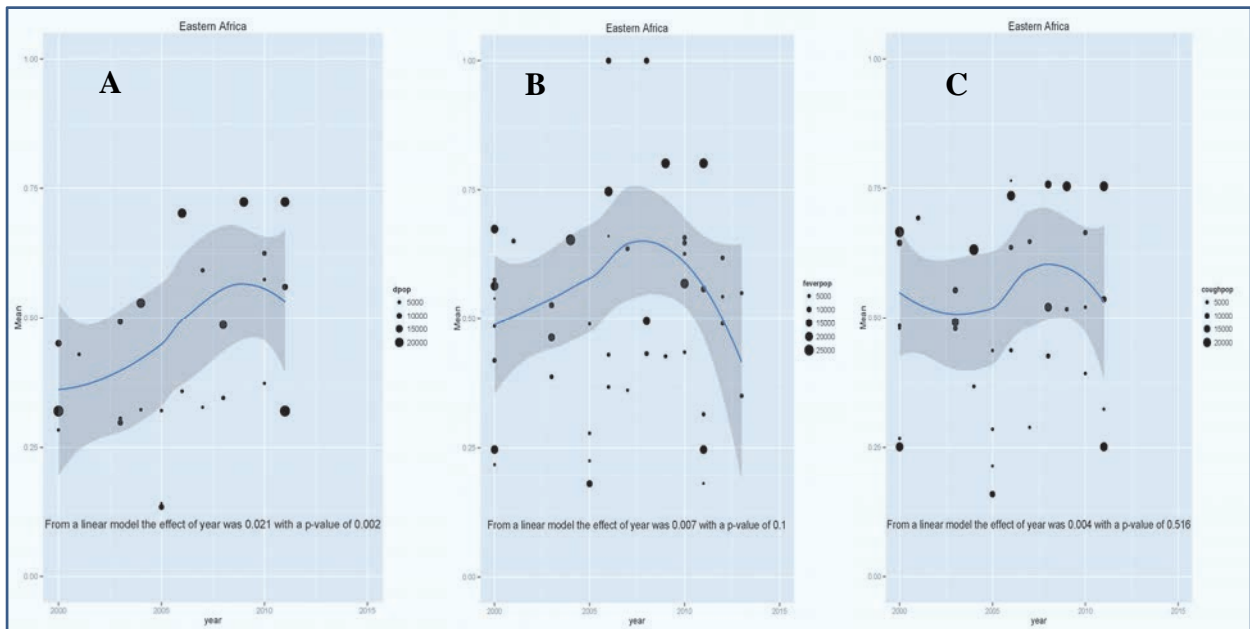 Eastern Africa
A
1.00
0.75
0.50
0.25
0.00
Mean
From a linear model the effect of year was 0.021 with a p-value of 0.002
2000
2005
2010
2015
year
dpop
5000
10000
15000
20000
Eastern Africa
B
1.00
0.75
0.50
0.25
0.00
Mean
From a linear model the effect of year was 0.007 with a p-value of 0.1
2000
2005
2010
2015
year
feverpop
5000
10000
15000
20000
25000
Eastern Africa
C
1.00
0.75
0.50
0.25
0.00
Mean
From a linear model the effect of year was 0.004 with a p-value of 0.516
2000
2005
2010
2015
year
coughpop
5000
10000
15000
20000